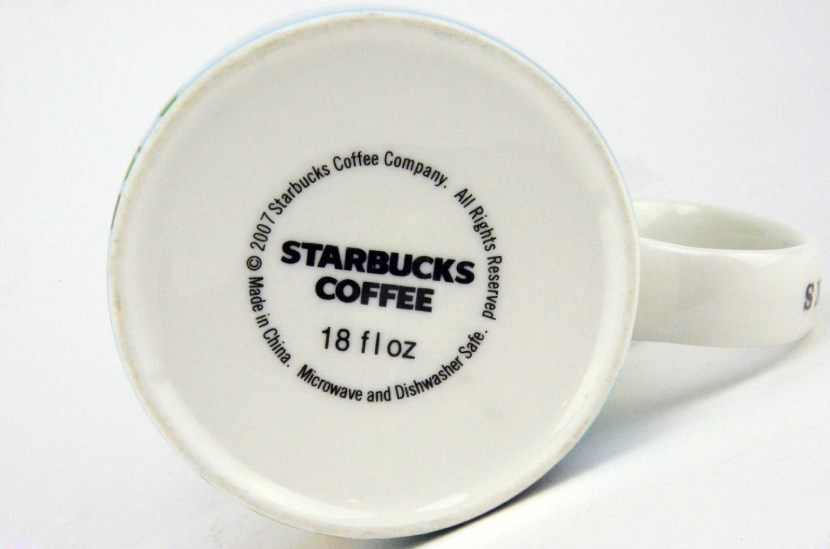 © 2007 Starbucks Coffee Company. All Rights Reserved
STARBUCKS
COFFEE
18 fl oz
Made in China. Microwave and Dishwasher Safe.